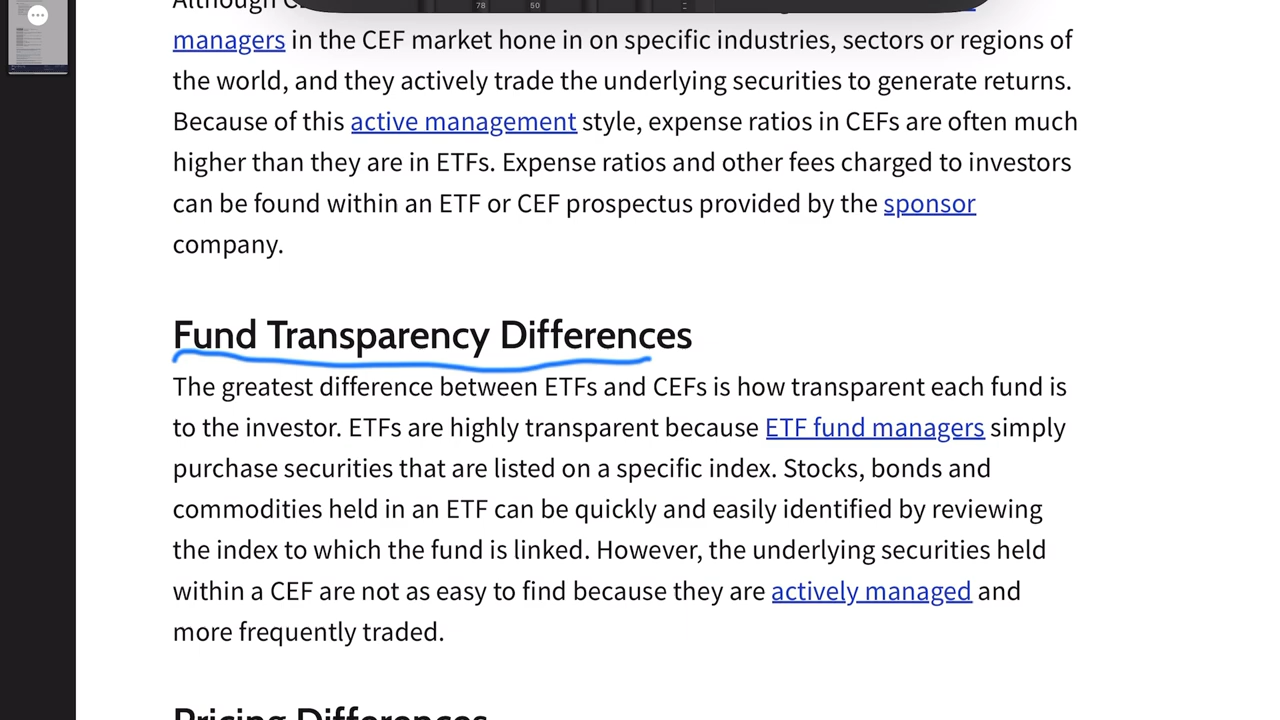 Although
managers in the CEF market hone in on specific industries, sectors or regions of
the world, and they actively trade the underlying securities to generate returns.
Because of this active management style, expense ratios in CEFs are often much
higher than they are in ETFs. Expense ratios and other fees charged to investors
can be found within an ETF or CEF prospectus provided by the sponsor
company.
Fund Transparency Differences
The greatest difference between ETFs and CEFs is how transparent each fund is
to the investor. ETFs are highly transparent because ETF fund managers simply
purchase securities that are listed on a specific index. Stocks, bonds and
commodities held in an ETF can be quickly and easily identified by reviewing
the index to which the fund is linked. However, the underlying securities held
within a CEF are not as easy to find because they are actively managed and
more frequently traded.
Pricing Differences